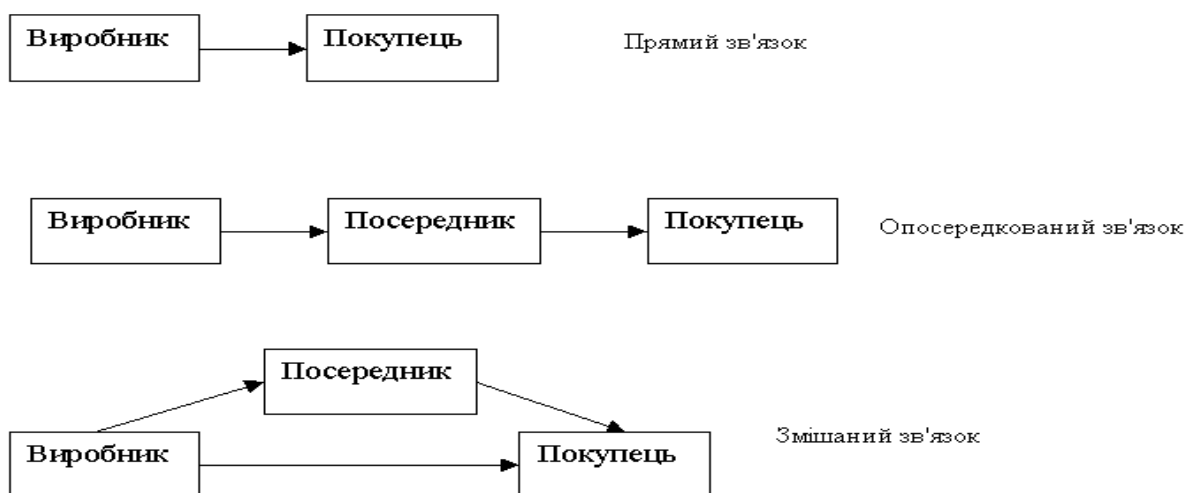 Виробник Покупець Прямий зв'язок
Виробник Посередник Покупець Опосередкований зв'язок
Посередник
Виробник Покупець Змішаний зв'язок